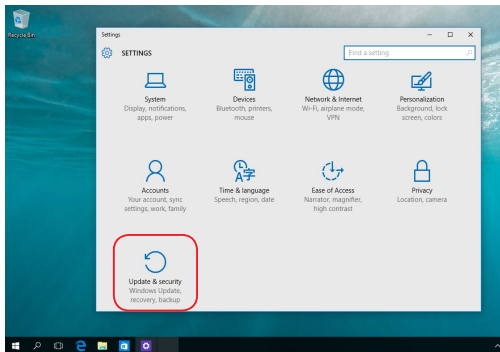 Recycle Bin
Settings
SETTINGS
Find a setting
System
Display, notifications,
apps, power
Devices
Bluetooth, printers,
mouse
Network & Internet
Wi-Fi, airplane mode,
VPN
Personalization
Background, lock
screen, colors
Accounts
Your account, sync
settings, work, family
Time & language
Speech, region, date
Ease of Access
Narrator, magnifier,
high contrast
Privacy
Location, camera
Update & security
Windows Update,
recovery, backup